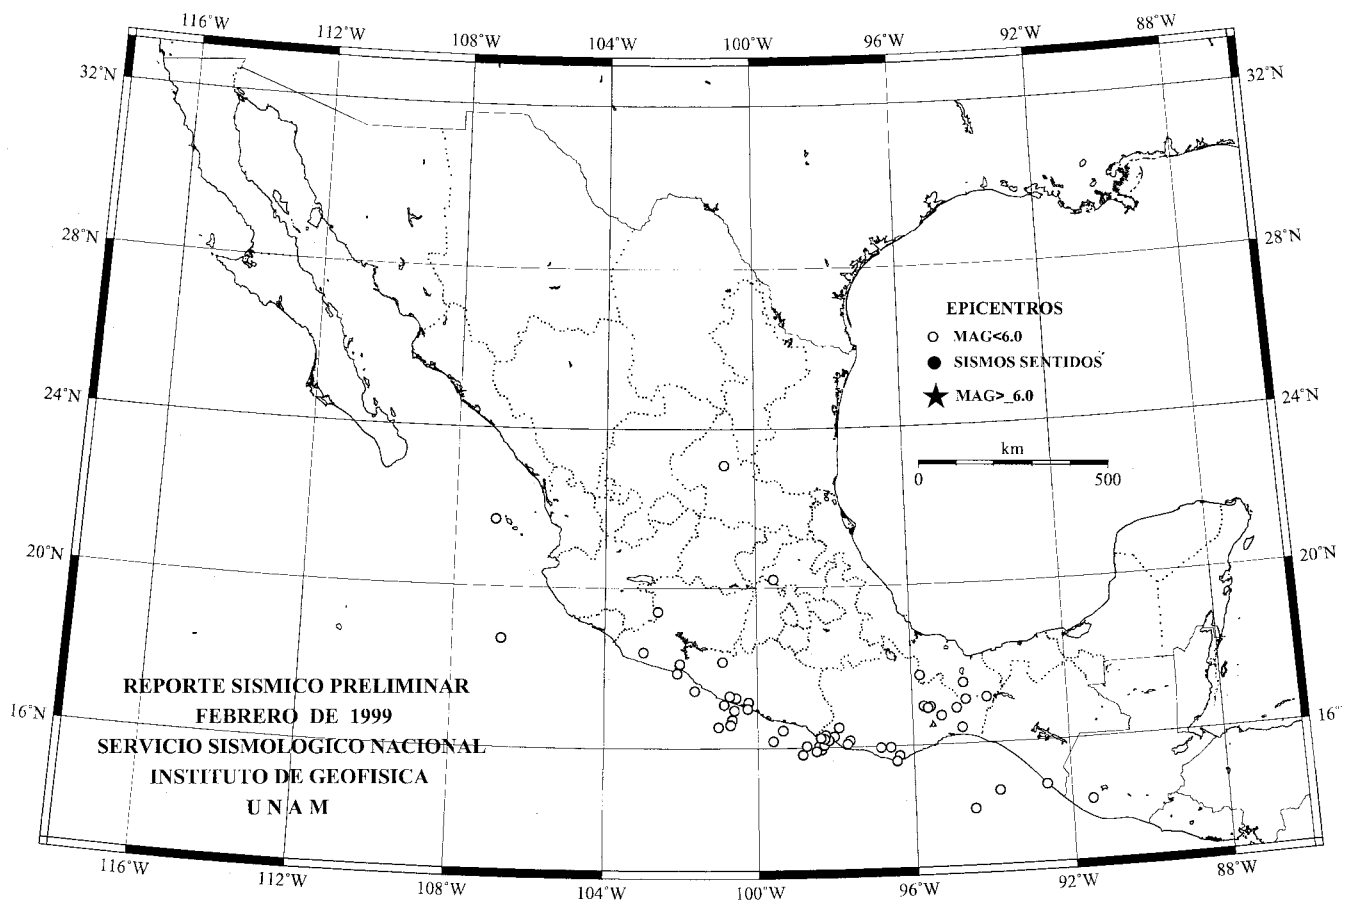 116°W
112°W
108°W
104°W
100°W
96°W
92°W
88°W
32°N
32°N
28°N
28°N
EPICENTROS
MAG<6.0
SISMOS SENTIDOS
MAG>_6.0
24°N
24°N
km
0
500
20°N
20°N
REPORTE SISMICO PRELIMINAR
FEBRERO DE 1999
SERVICIO SISMOLOGICO NACIONAL
INSTITUTO DE GEOFISICA
U N A M
16°N
16°
116°W
112°W
108°W
104°W
100°W
96°W
92°W
88°W